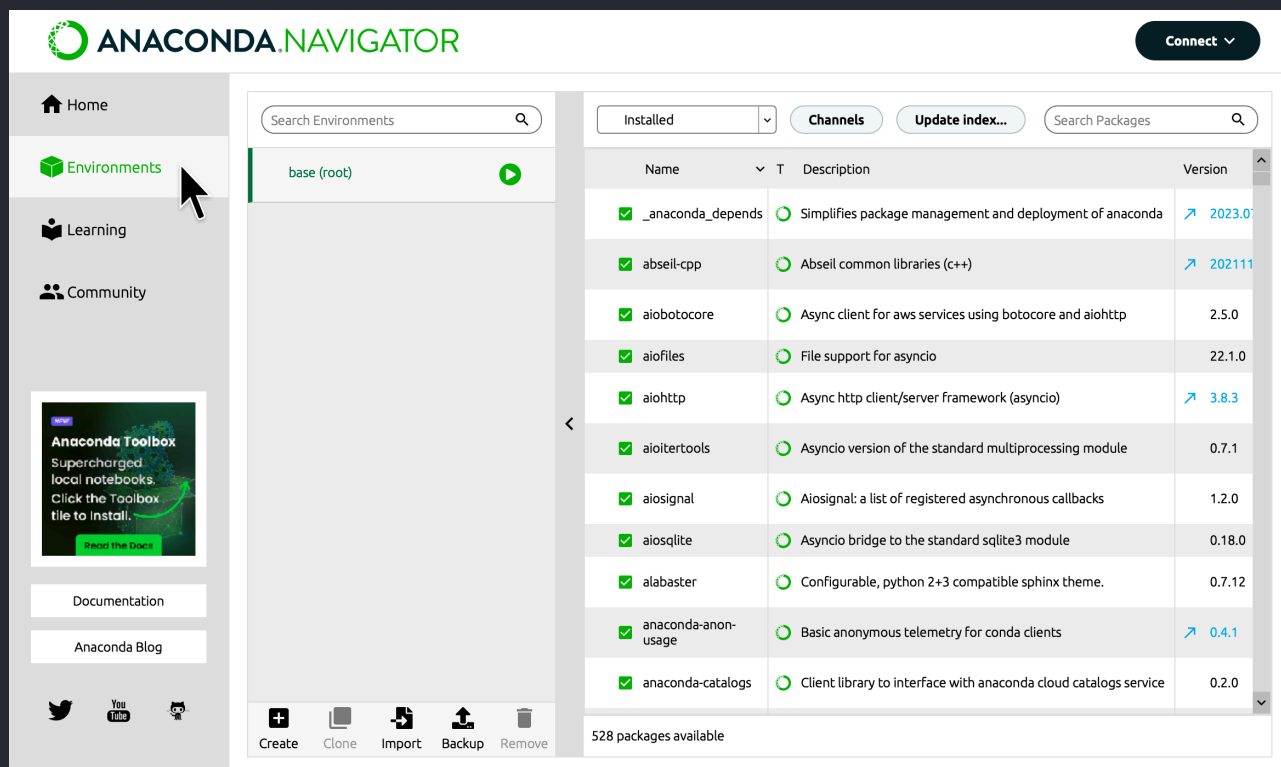 ANACONDA.NAVIGATOR
Connect
Home
Environments
Learning
Community
NEW
Anaconda Toolbox
Supercharged
local notebooks.
Click the Toolbox
tile to Install.
Read the Docs
Documentation
Anaconda Blog
You
Tube
Search Environments
base (root)
Create
Clone
Import
Backup
Remove
Installed
Channels
Update index...
Search Packages
Name T Description Version
_anaconda_depends Simplifies package management and deployment of anaconda 2023.07
abseil-cpp Abseil common libraries (c++) 202111
aiobotocore Async client for aws services using botocore and aiohttp 2.5.0
aiofiles File support for asyncio 22.1.0
aiohttp Async http client/server framework (asyncio) 3.8.3
aioitertools Asyncio version of the standard multiprocessing module 0.7.1
aiosignal Aiosignal: a list of registered asynchronous callbacks 1.2.0
aiosqlite Asyncio bridge to the standard sqlite3 module 0.18.0
alabaster Configurable, python 2+3 compatible sphinx theme. 0.7.12
anaconda-anon-
usage Basic anonymous telemetry for conda clients 0.4.1
anaconda-catalogs Client library to interface with anaconda cloud catalogs service 0.2.0
528 packages available